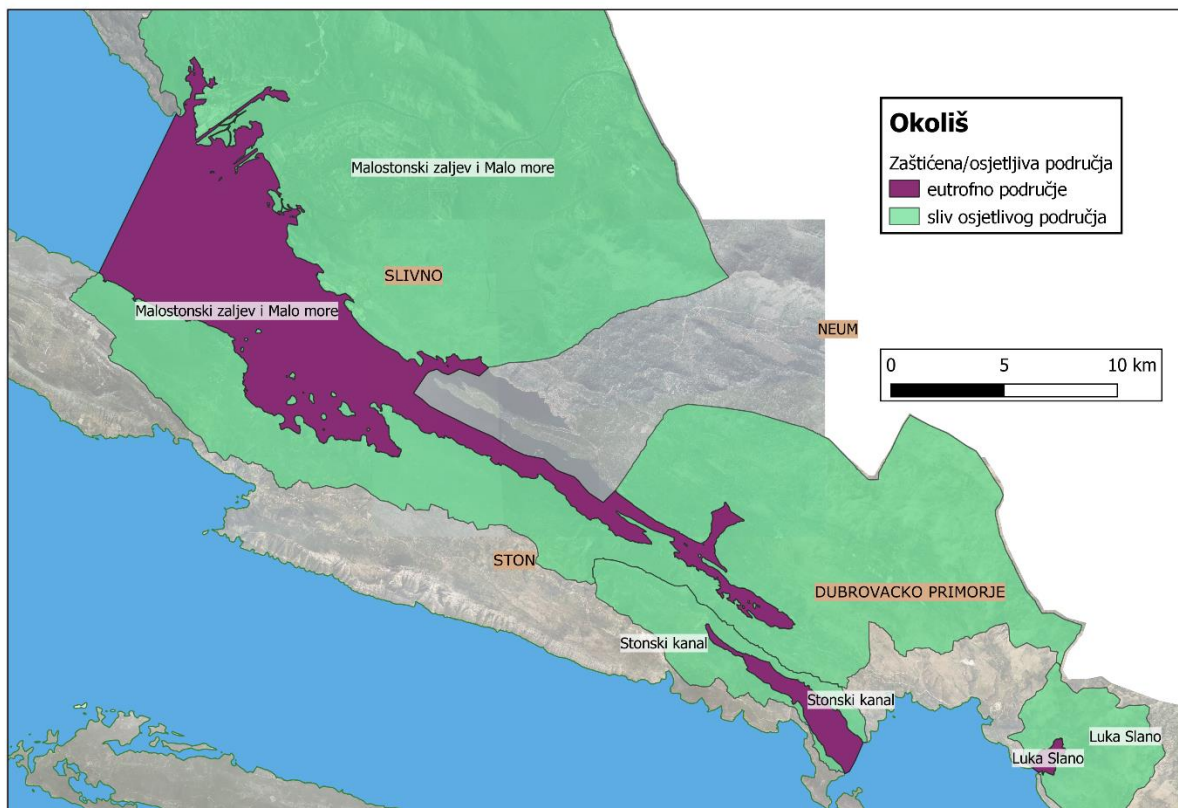 Okoliš
Zaštićena/osjetljiva područja
eutrofno područje
sliv osjetlivog područja
Malostonski zaljev i Malo more
SLIVNO
Malostonski zaljev i Malo more
NEUM
0 5 10 km
STON
DUBROVACKO PRIMORJE
Stonski kanal
Stonski kanal
Luka Slano
Luka Slano